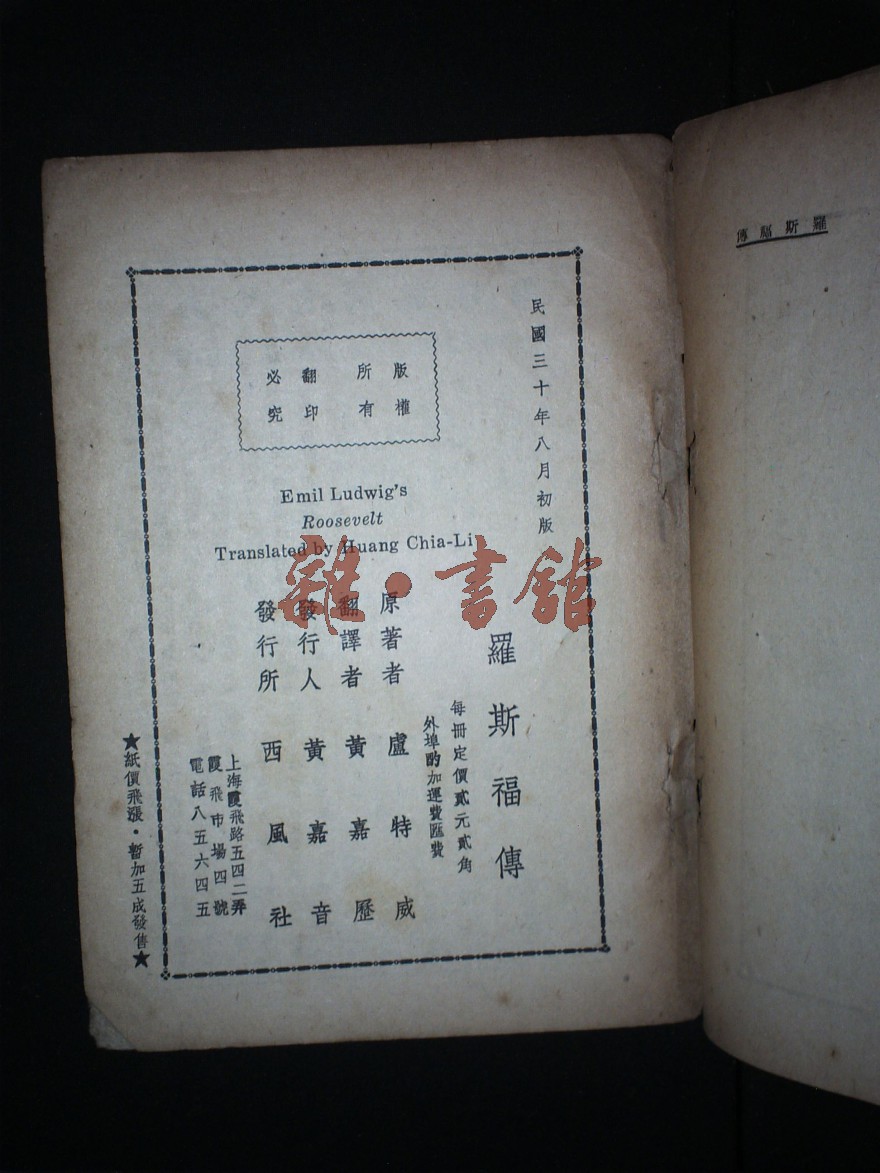 羅斯福傳
民國三十年八月初版
版權所有
翻印必究
Emil Ludwig's
Roosevelt
Translated by Huang Chia-Li
羅斯福傳
每冊定價貳元貳角
外埠酌加運費匯費
原著者 盧特威
翻譯者 黃嘉歷
發行人 黃嘉音
發行所 西風社
上海霞飛路五四二弄
霞飛市場四號
電話八五六四五
★紙價飛漲・暫加五成發售★
雜・書館